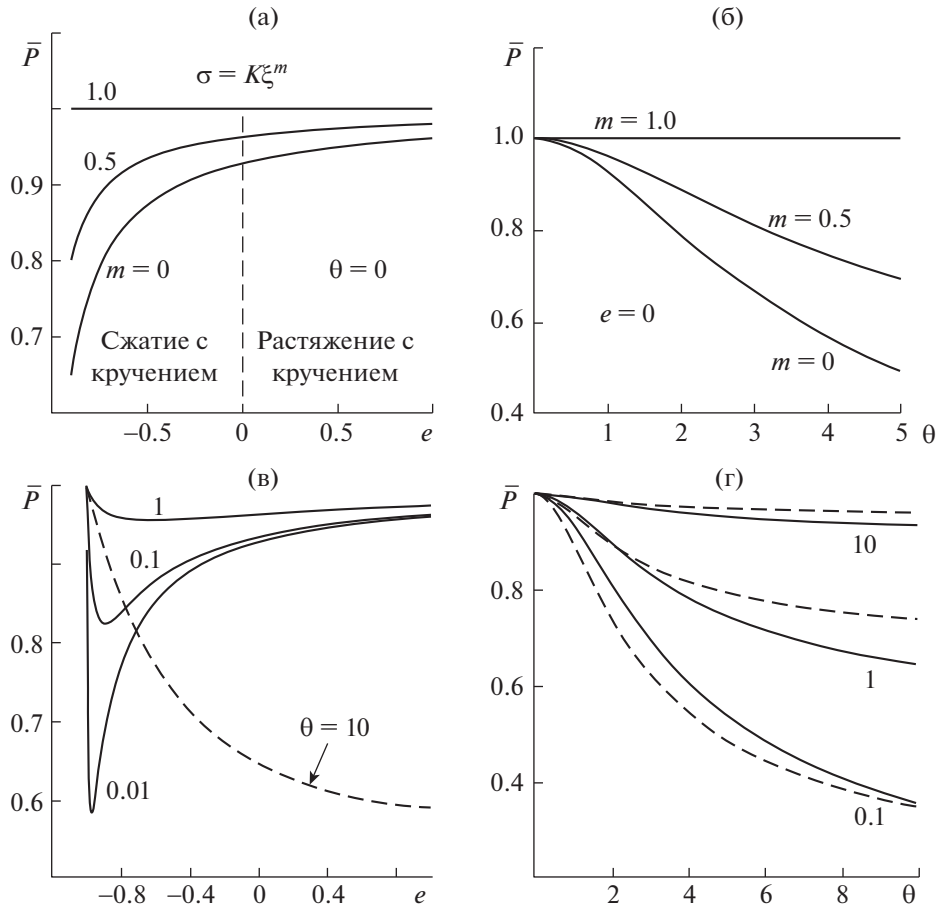 (а)
P̅
σ = Kξ^m
1.0
0.5
0.9
0.8
m = 0
θ = 0
0.7
Сжатие с
кручением
Растяжение с
кручением
−0.5
0
0.5
e
(б)
P̅
1.0
m = 1.0
0.8
m = 0.5
0.6
e = 0
m = 0
0.4
1
2
3
4
5
θ
(в)
P̅
1
0.9
0.1
0.8
0.7
θ = 10
0.01
0.6
−0.8
−0.4
0
0.4
e
(г)
P̅
10
0.8
0.6
1
0.4
0.1
2
4
6
8
θ